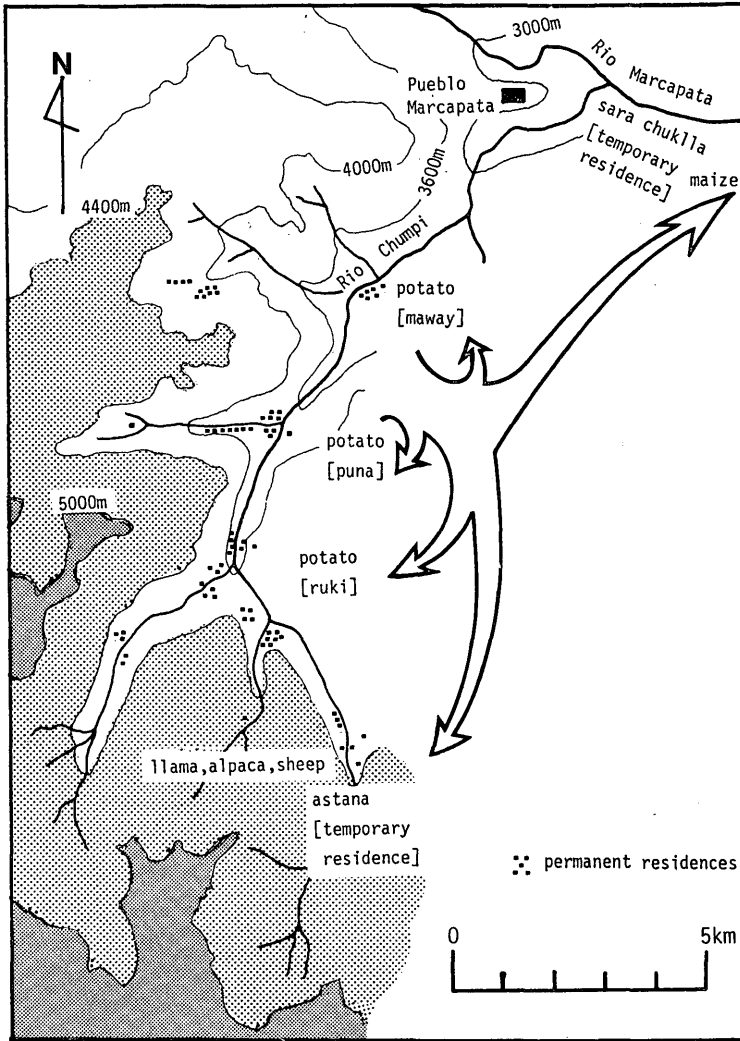 N
3000m
Rio Marcapata
Pueblo
Marcapata
sara chuklla
[temporary
residence]
maize
4000m
3600m
4400m
Rio Chumpi
potato
[maway]
potato
[puna]
5000m
potato
[ruki]
llama,alpaca,sheep
astana
[temporary
residence]
permanent residences
0
5km